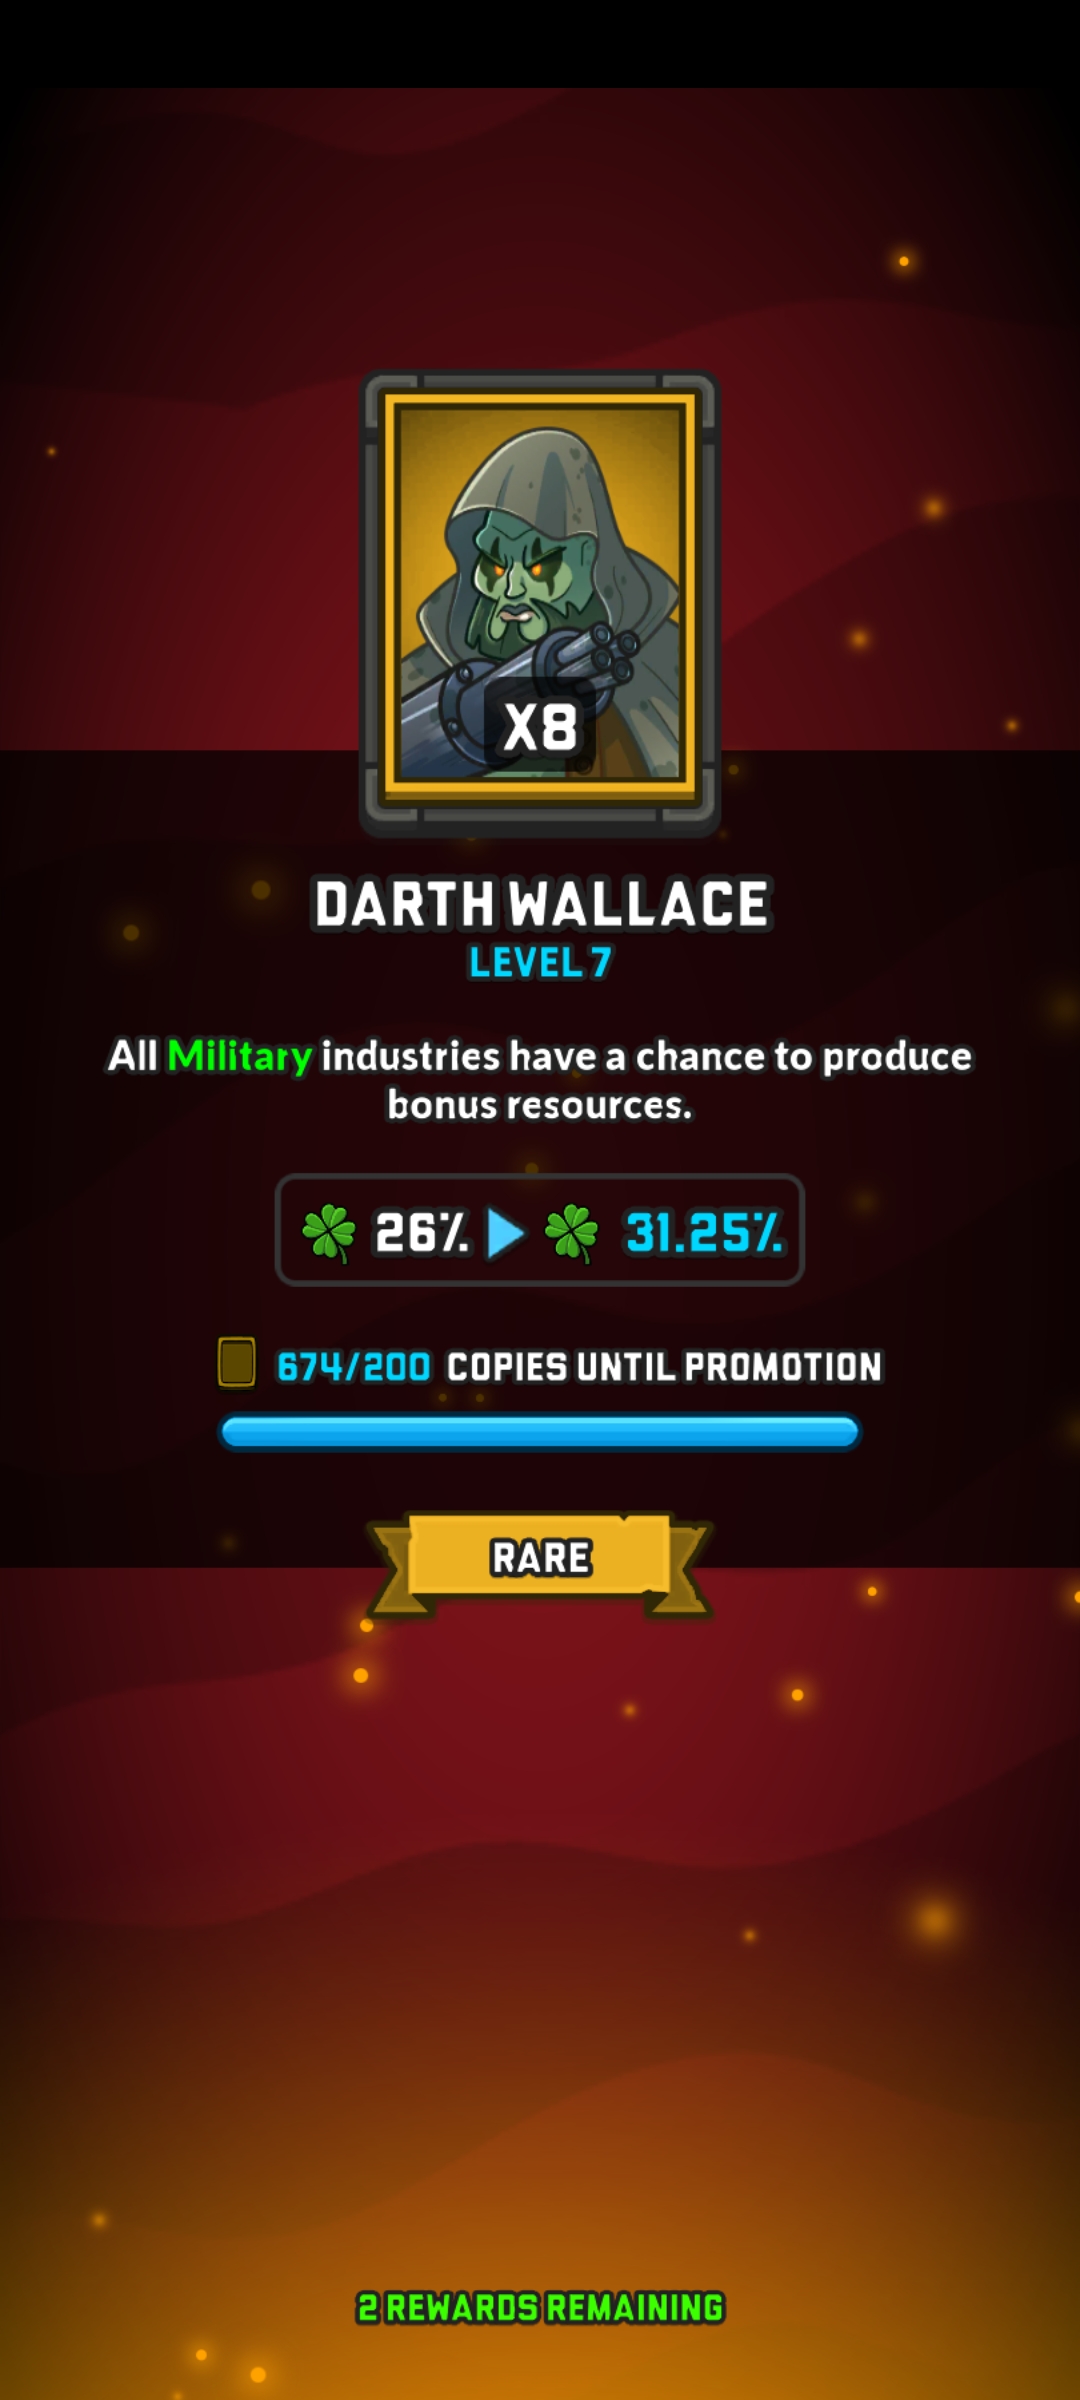 X8
DARTH WALLACE
LEVEL 7
All Military industries have a chance to produce
bonus resources.
26% 31.25%
674/200 COPIES UNTIL PROMOTION
RARE
2 REWARDS REMAINING